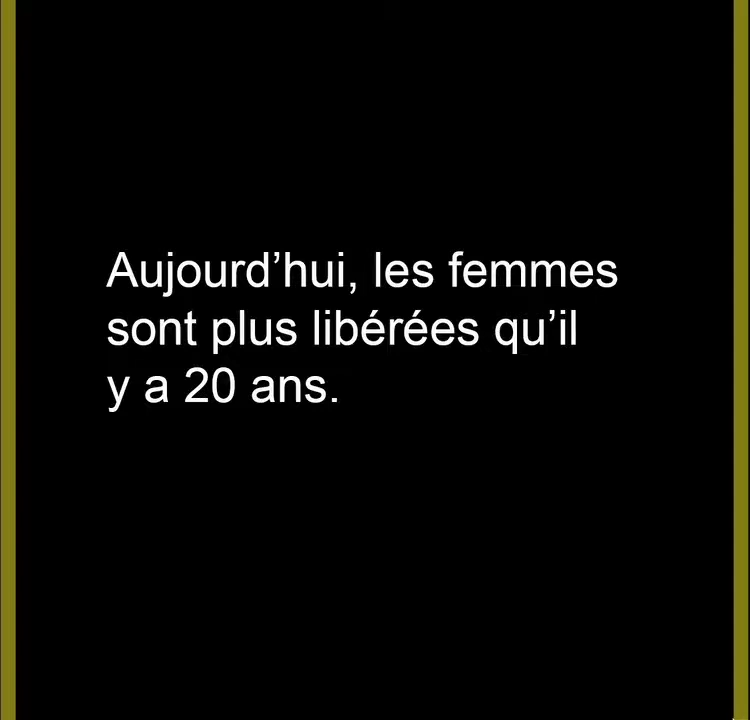 Aujourd’hui, les femmes
sont plus libérées qu’il
y a 20 ans.